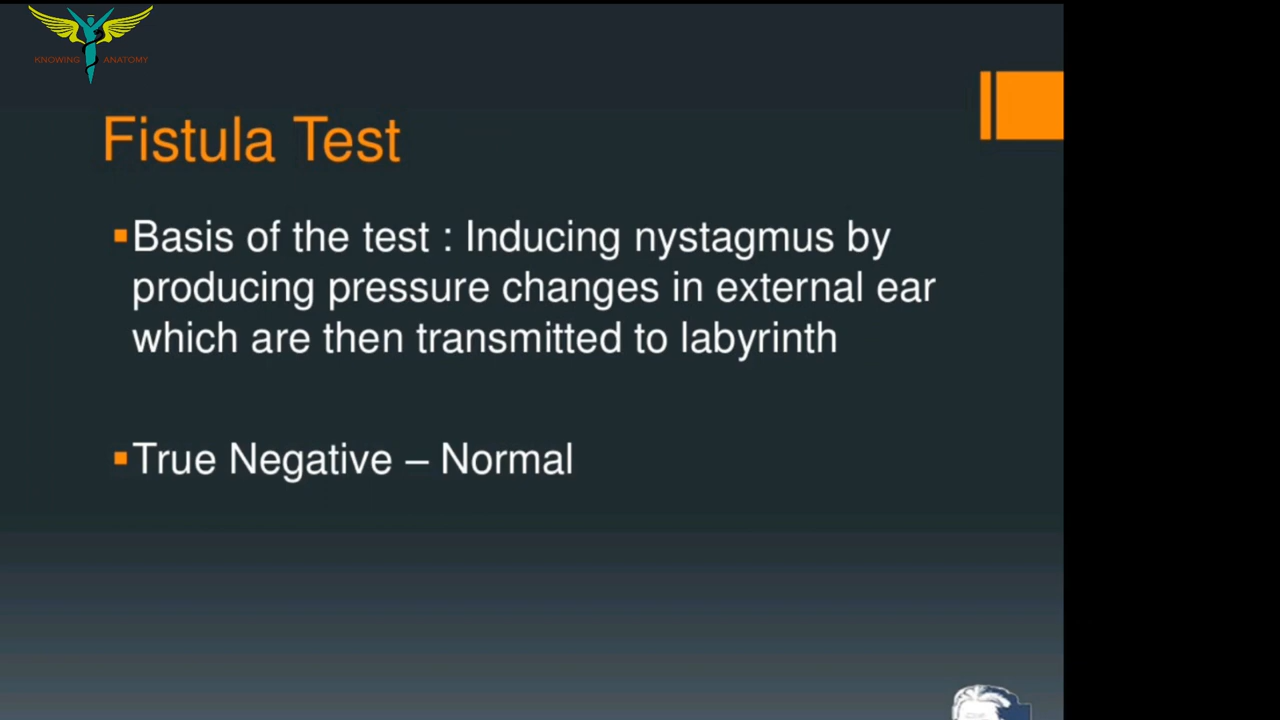 KNOWING ANATOMY
Fistula Test
▪Basis of the test : Inducing nystagmus by
producing pressure changes in external ear
which are then transmitted to labyrinth
▪True Negative – Normal